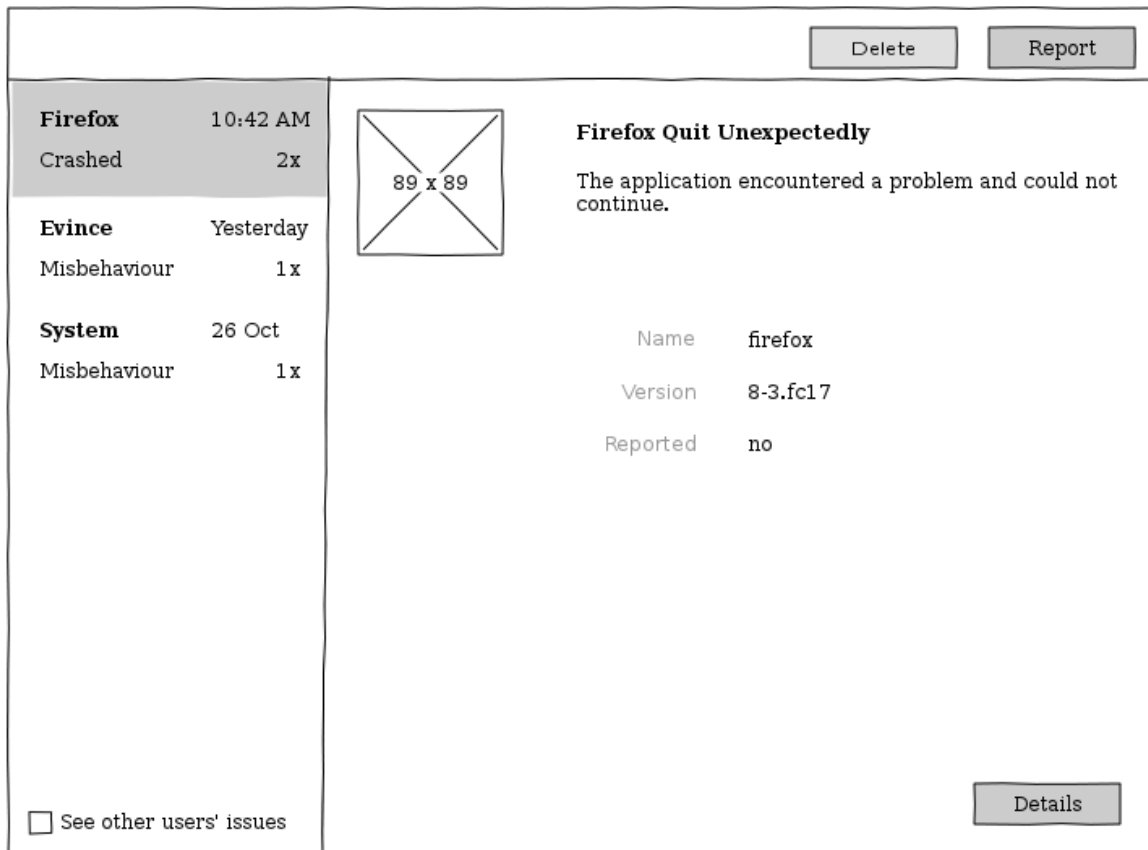 Delete Report
Firefox 10:42 AM
Crashed 2x
Evince Yesterday
Misbehaviour 1x
System 26 Oct
Misbehaviour 1x
See other users' issues
89 x 89
Firefox Quit Unexpectedly
The application encountered a problem and could not
continue.
Name firefox
Version 8-3.fc17
Reported no
Details